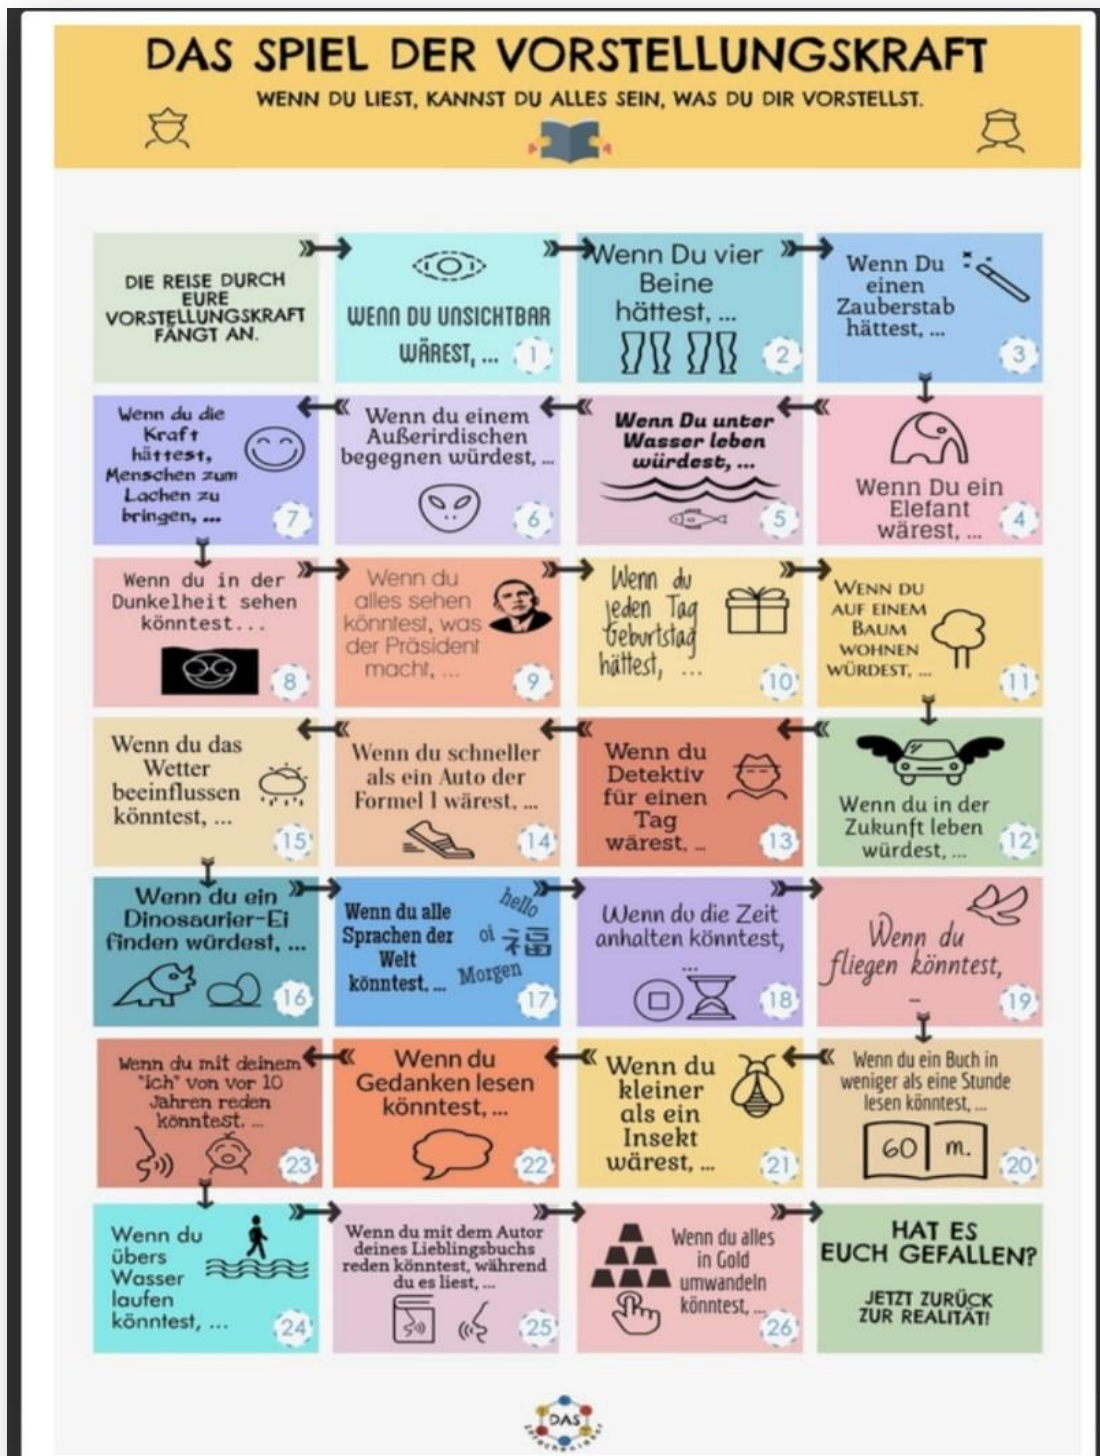 DAS SPIEL DER VORSTELLUNGSKRAFT
WENN DU LIEST, KANNST DU ALLES SEIN, WAS DU DIR VORSTELLST.
DIE REISE DURCH
EURE
VORSTELLUNGSKRAFT
FÄNGT AN.
WENN DU UNSICHTBAR
WÄREST, ...
1
Wenn Du vier
Beine
hättest, ...
2
Wenn Du
einen
Zauberstab
hättest, ...
3
Wenn Du ein
Elefant
wärest, ...
4
Wenn Du unter
Wasser leben
würdest, ...
5
Wenn du einem
Außerirdischen
begegnen würdest, ...
6
Wenn du die
Kraft
hättest,
Menschen zum
Lachen zu
bringen, ...
7
Wenn du in der
Dunkelheit sehen
könntest...
8
Wenn du
alles sehen
könntest, was
der Präsident
macht, ...
9
Wenn du
jeden Tag
Geburtstag
hättest, ...
10
WENN DU
AUF EINEM
BAUM
WOHNEN
WÜRDEST, ...
11
Wenn du in der
Zukunft leben
würdest, ...
12
Wenn du
Detektiv
für einen
Tag
wärest, ...
13
Wenn du schneller
als ein Auto der
Formel 1 wärest, ...
14
Wenn du das
Wetter
beeinflussen
könntest, ...
15
Wenn du ein
Dinosaurier-Ei
finden würdest, ...
16
Wenn du alle
Sprachen der
Welt
könntest, ...
hello
oi 福
Morgen
17
Wenn du die Zeit
anhalten könntest,
...
18
Wenn du
fliegen könntest,
...
19
Wenn du ein Buch in
weniger als eine Stunde
lesen könntest, ...
60 m.
20
Wenn du
kleiner
als ein
Insekt
wärest, ...
21
Wenn du
Gedanken lesen
könntest, ...
22
Wenn du mit deinem
"ich" von vor 10
Jahren reden
könntest. ...
23
Wenn du
übers
Wasser
laufen
könntest, ...
24
Wenn du mit dem Autor
deines Lieblingsbuchs
reden könntest, während
du es liest, ...
25
Wenn du alles
in Gold
umwandeln
könntest, ...
26
HAT ES
EUCH GEFALLEN?
JETZT ZURÜCK
ZUR REALITÄT!
DAS